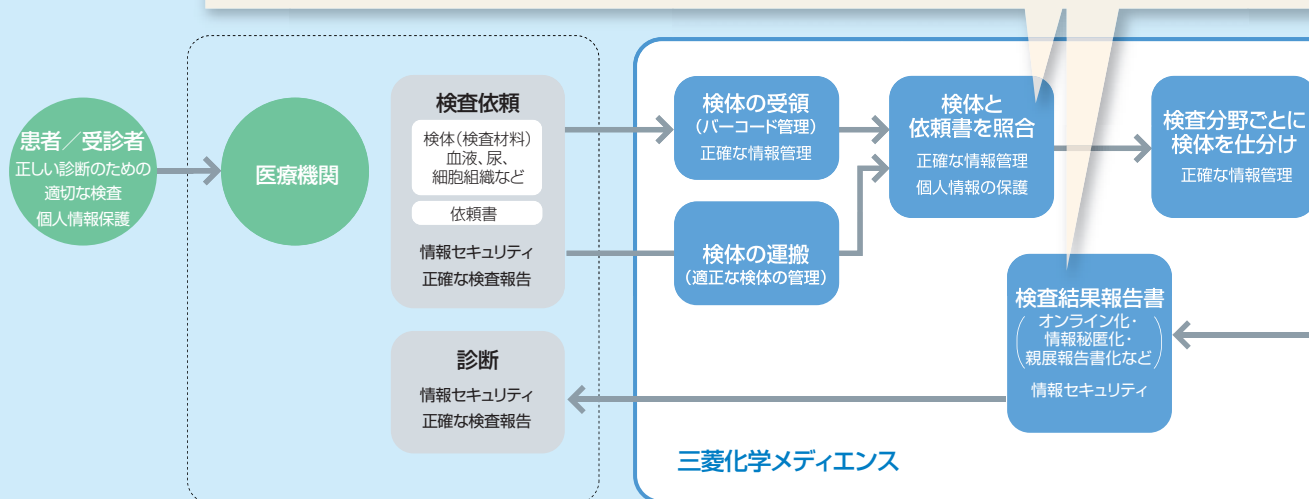 患者／受診者
正しい診断のための
適切な検査
個人情報保護
医療機関
検査依頼
検体（検査材料）
血液、尿、
細胞組織など
依頼書
情報セキュリティ
正確な検査報告
診断
情報セキュリティ
正確な検査報告
検体の受領
（バーコード管理）
正確な情報管理
検体の運搬
（適正な検体の管理）
検体と
依頼書を照合
正確な情報管理
個人情報の保護
検査分野ごとに
検体を仕分け
正確な情報管理
検査結果報告書
（オンライン化・
情報秘匿化・
親展報告書化など）
情報セキュリティ
三菱化学メディエンス